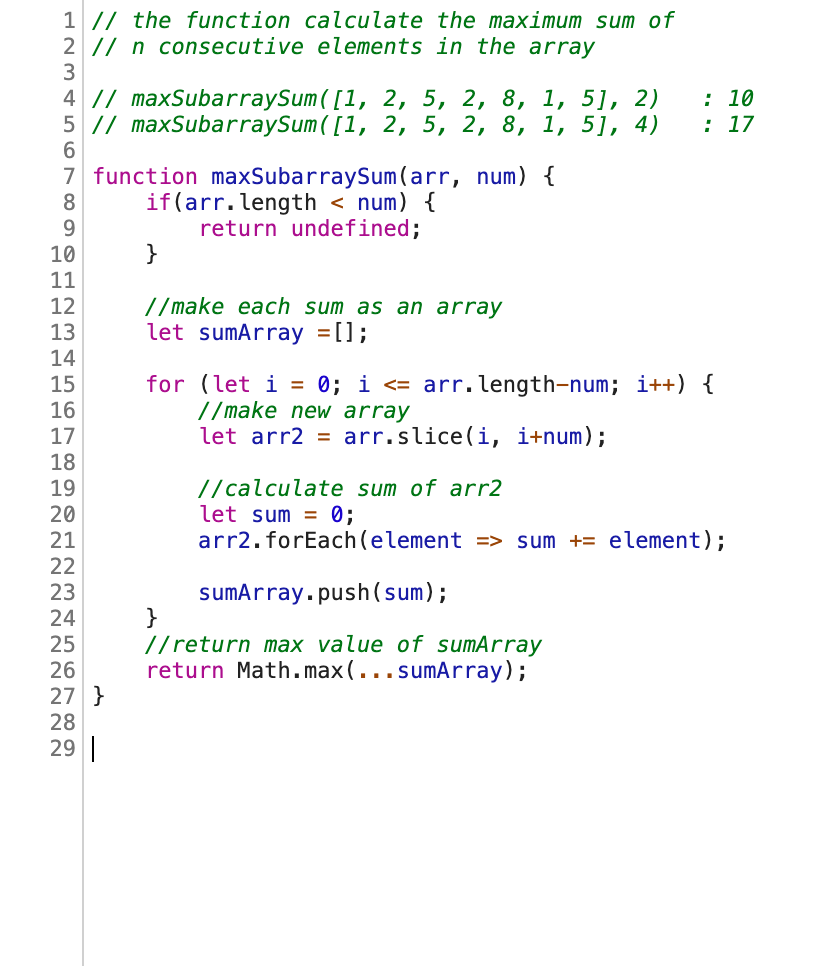 1 // the function calculate the maximum sum of
2 // n consecutive elements in the array
3
4 // maxSubarraySum([1, 2, 5, 2, 8, 1, 5], 2)   : 10
5 // maxSubarraySum([1, 2, 5, 2, 8, 1, 5], 4)   : 17
6
7 function maxSubarraySum(arr, num) {
8     if(arr.length < num) {
9         return undefined;
10     }
11
12     //make each sum as an array
13     let sumArray =[];
14
15     for (let i = 0; i <= arr.length-num; i++) {
16         //make new array
17         let arr2 = arr.slice(i, i+num);
18
19         //calculate sum of arr2
20         let sum = 0;
21         arr2.forEach(element => sum += element);
22
23         sumArray.push(sum);
24     }
25     //return max value of sumArray
26     return Math.max(...sumArray);
27 }
28
29